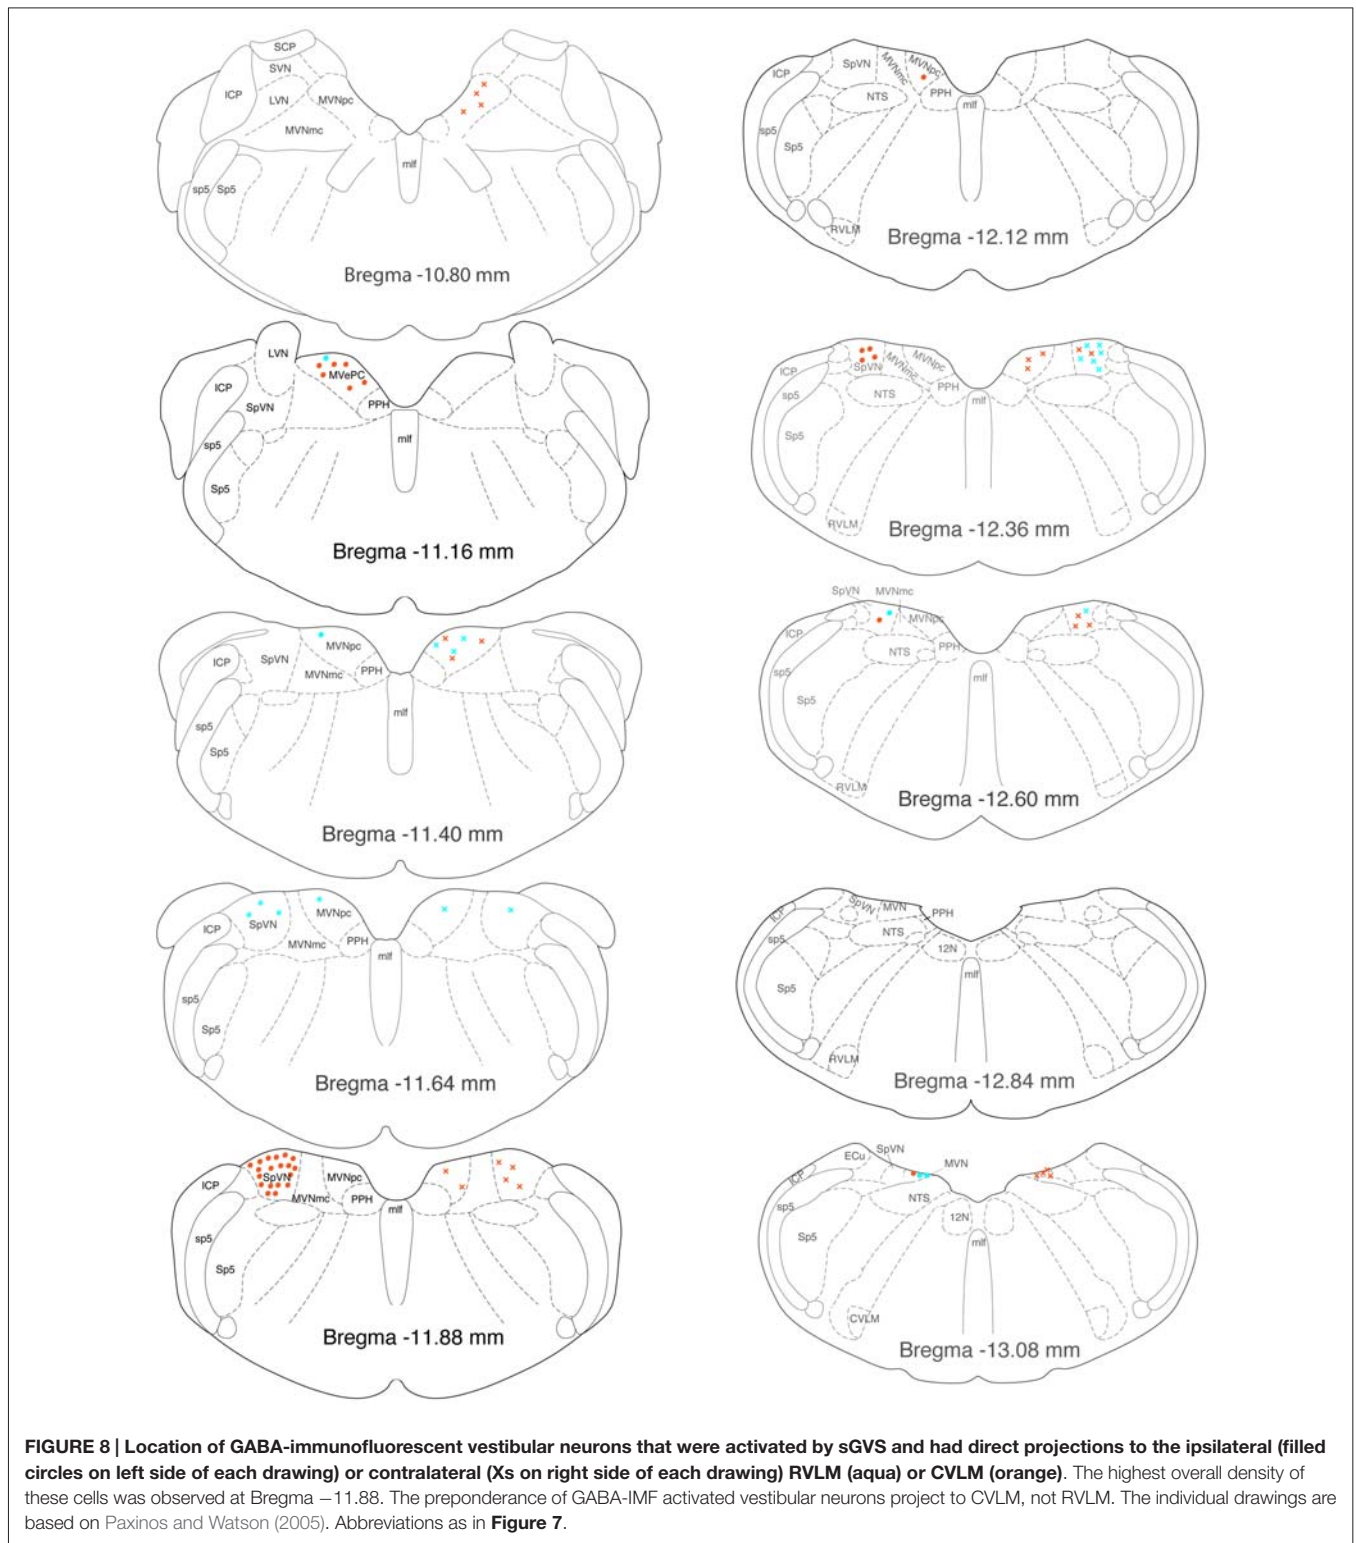 SCP
SVN
ICP
LVN
MVNpc
MVNmc
mlf
sp5
Sp5
Bregma -10.80 mm
LVN
MVePC
ICP
SpVN
PPH
mlf
sp5
Sp5
Bregma -11.16 mm
MVNpc
SpVN
ICP
MVNmc
PPH
mlf
sp5
Sp5
Bregma -11.40 mm
MVNpc
SpVN
ICP
MVNmc
PPH
mlf
sp5
Sp5
Bregma -11.64 mm
SpVN
MVNpc
ICP
MVNmc
PPH
mlf
sp5
Sp5
Bregma -11.88 mm
SpVN
MVNmc
MVNpc
ICP
NTS
PPH
mlf
sp5
Sp5
RVLM
Bregma -12.12 mm
SpVN
MVNmc
MVNpc
ICP
NTS
PPH
mlf
sp5
Sp5
RVLM
Bregma -12.36 mm
SpVN
MVNmc
MVNpc
ICP
NTS
PPH
mlf
sp5
Sp5
RVLM
Bregma -12.60 mm
SpVN
MVN
ICP
PPH
NTS
sp5
12N
mlf
Sp5
RVLM
Bregma -12.84 mm
SpVN
ECu
MVN
ICP
NTS
sp5
12N
Sp5
mlf
CVLM
Bregma -13.08 mm
FIGURE 8 | Location of GABA-immunofluorescent vestibular neurons that were activated by sGVS and had direct projections to the ipsilateral (filled
circles on left side of each drawing) or contralateral (Xs on right side of each drawing) RVLM (aqua) or CVLM (orange). The highest overall density of
these cells was observed at Bregma −11.88. The preponderance of GABA-IMF activated vestibular neurons project to CVLM, not RVLM. The individual drawings are
based on Paxinos and Watson (2005). Abbreviations as in Figure 7.